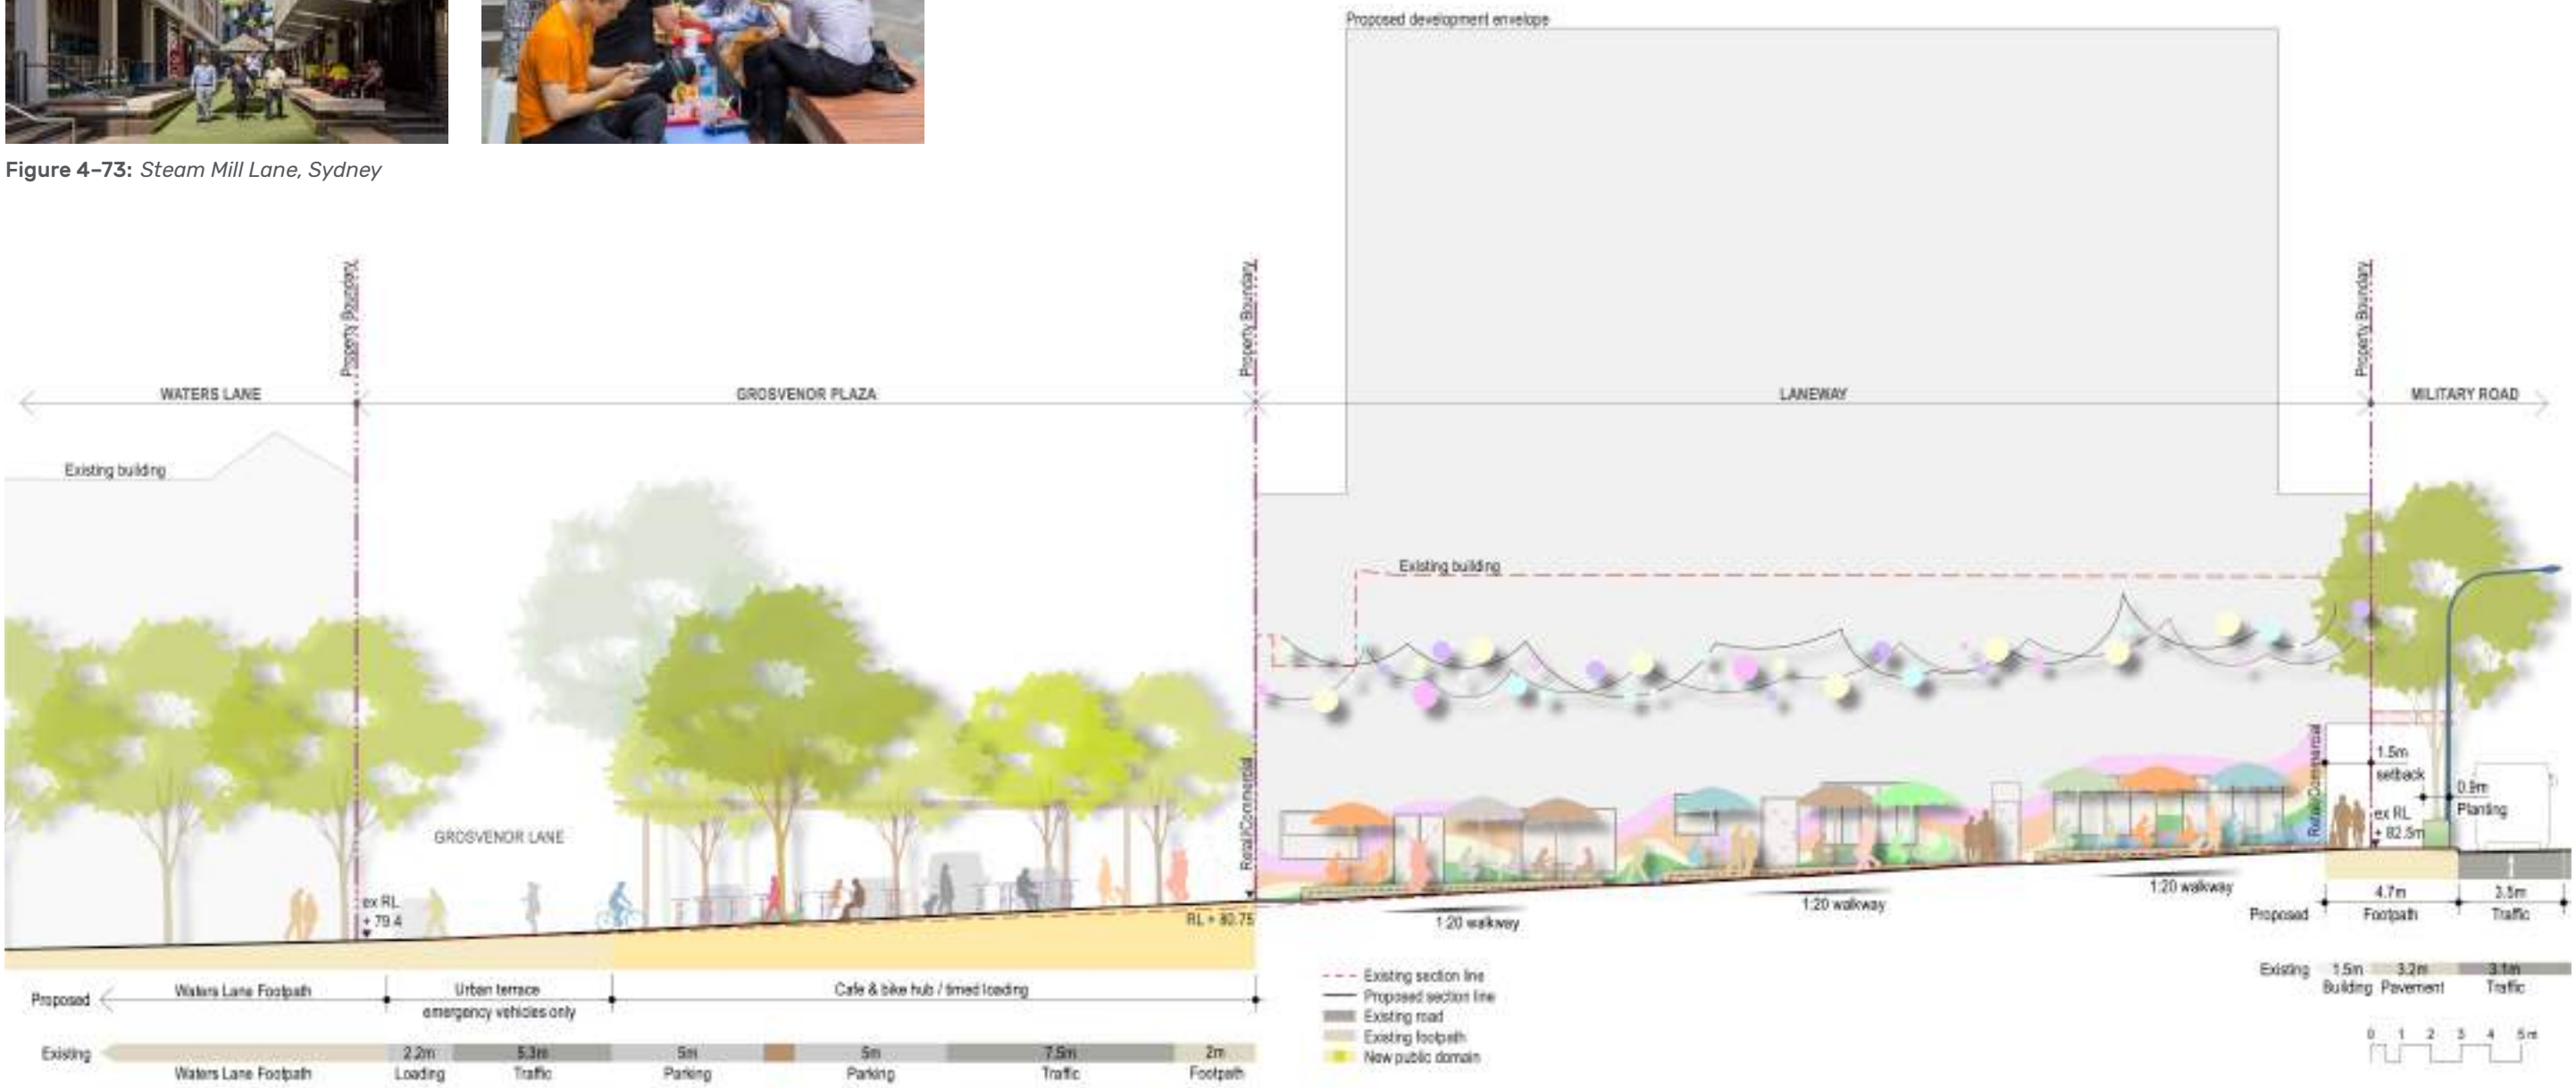 Proposed development envelope
Figure 4–73: Steam Mill Lane, Sydney
Property Boundary
Property Boundary
Property Boundary
WATERS LANE
GROSVENOR PLAZA
LANEWAY
MILITARY ROAD
Existing building
Existing building
GROSVENOR LANE
Retail/Commercial
Retail/Commercial
1.5m
setback
0.9m
Planting
ex RL
+ 82.5m
ex RL
+ 79.4
RL + 80.75
1:20 walkway
1:20 walkway
1:20 walkway
4.7m
3.5m
Proposed
Footpath
Traffic
Existing
1.5m
3.2m
3.1m
Building
Pavement
Traffic
Proposed
Waters Lane Footpath
Urban terrace
emergency vehicles only
Cafe & bike hub / timed loading
Existing section line
Proposed section line
Existing road
Existing footpath
New public domain
0 1 2 3 4 5m
Existing
2.2m
5.3m
5m
5m
7.5m
2m
Waters Lane Footpath
Loading
Traffic
Parking
Parking
Traffic
Footpath